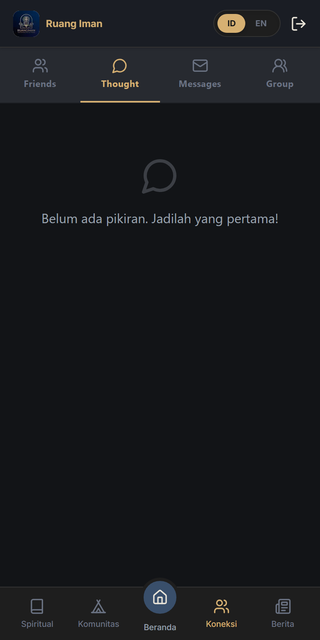 Ruang Iman
ID EN
Friends Thought Messages Group
Belum ada pikiran. Jadilah yang pertama!
Spiritual Komunitas Beranda Koneksi Berita